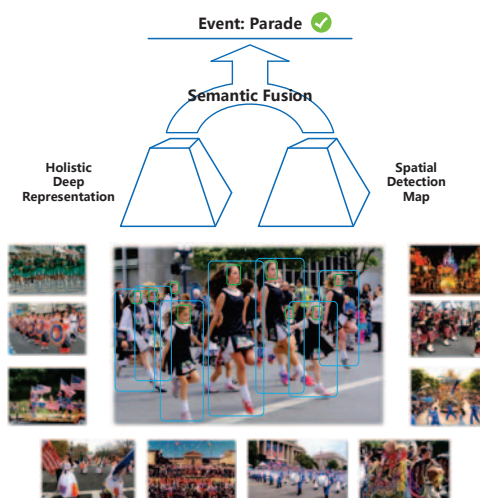 Event: Parade
Semantic Fusion
Holistic
Deep
Representation
Spatial
Detection
Map